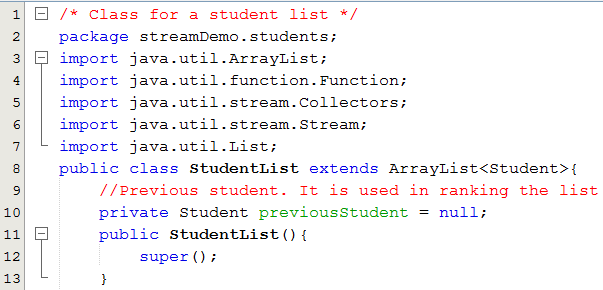 1 /* Class for a student list */
2 package streamDemo.students;
3 import java.util.ArrayList;
4 import java.util.function.Function;
5 import java.util.stream.Collectors;
6 import java.util.stream.Stream;
7 import java.util.List;
8 public class StudentList extends ArrayList<Student>{
9 //Previous student. It is used in ranking the list
10 private Student previousStudent = null;
11 public StudentList(){
12 super();
13 }